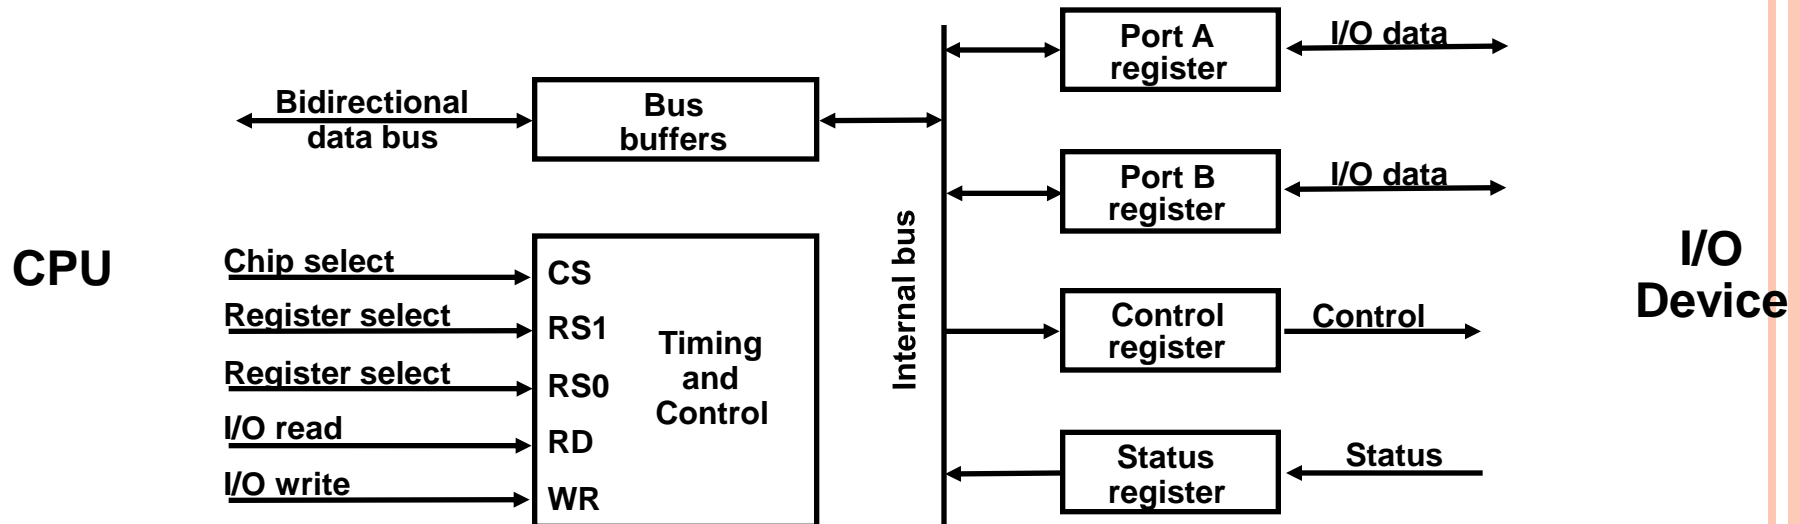 CPU
Bidirectional
data bus
Bus
buffers
Chip select
Register select
Register select
I/O read
I/O write
CS
RS1
RS0
RD
WR
Timing
and
Control
Internal bus
Port A
register
I/O data
Port B
register
I/O data
Control
register
Control
Status
register
Status
I/O
Device